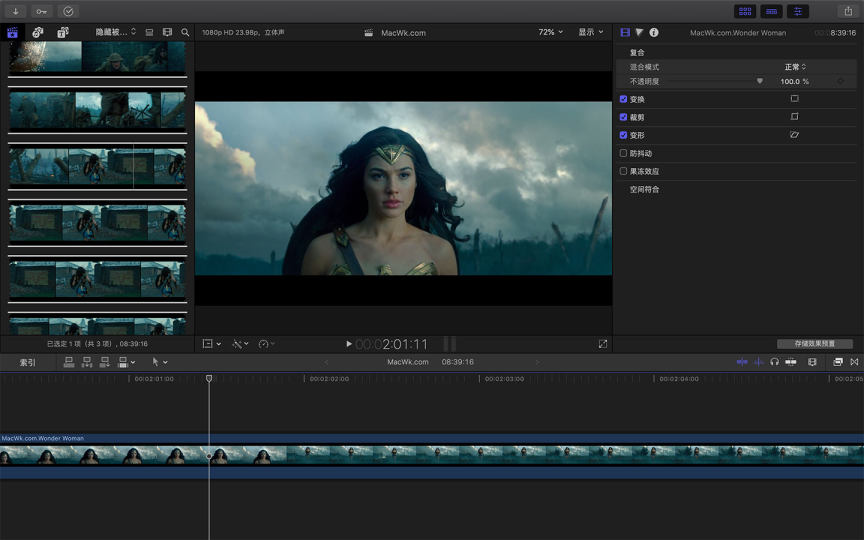 隐藏被...
1080p HD 23.98p，立体声
MacWk.com
72%
显示
MacWk.com.Wonder Woman
8:39:16
复合
混合模式
正常
不透明度
100.0 %
变换
裁剪
变形
防抖动
果冻效应
空间符合
已选定 1 项（共 3 项）, 08:39:16
00:02:01:11
存储效果预置
索引
MacWk.com
08:39:16
00:02:01:00
00:02:02:00
00:02:03:00
00:02:04:00
00:02:05
MacWk.com.Wonder Woman